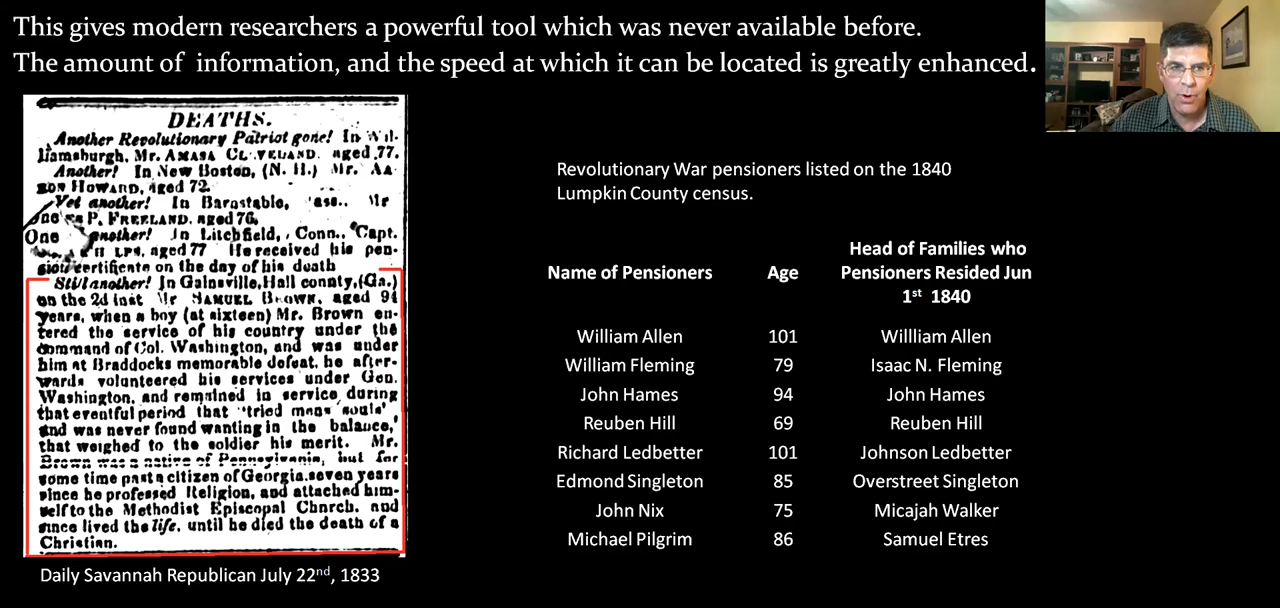 This gives modern researchers a powerful tool which was never available before.
The amount of information, and the speed at which it can be located is greatly enhanced.
DEATHS.
Another Revolutionary Patriot gone! In Wil-
liamsburgh, Mr. AMASA CLEVELAND. aged 77.
Another! In New Boston, (N. H.) Mr. AA-
RON HOWARD, aged 72
Yet another! In Barnstable, Mr
P. FREELAND. aged 76,
One another! In Litchfield, Conn., Capt.
aged 77 He received his pen-
sion certificate on the day of his death
Still another! In Gainsville, Hall county, (Ga.)
on the 2d inst Mr SAMUEL BROWN, aged 94
years, when a boy (at sixteen) Mr. Brown en-
tered the service of his country under the
command of Col. Washington, and was under
him at Braddocks memorable defeat, he after-
wards volunteered his services under Gen.
Washington, and remained in service during
that eventful period that "tried mens souls",
and was never found wanting in the balance,
that weighed to the soldier his merit. Mr.
Brown was a native of Pennsylvania, but for
some time past a citizen of Georgia. seven years
since he professed Religion, and attached him-
self to the Methodist Episcopal Church, and
since lived the life, until he died the death of a
Christian.
Daily Savannah Republican July 22nd, 1833
Revolutionary War pensioners listed on the 1840
Lumpkin County census.
Name of Pensioners Age Head of Families who
Pensioners Resided Jun
1st 1840
William Allen 101 Willliam Allen
William Fleming 79 Isaac N. Fleming
John Hames 94 John Hames
Reuben Hill 69 Reuben Hill
Richard Ledbetter 101 Johnson Ledbetter
Edmond Singleton 85 Overstreet Singleton
John Nix 75 Micajah Walker
Michael Pilgrim 86 Samuel Etres